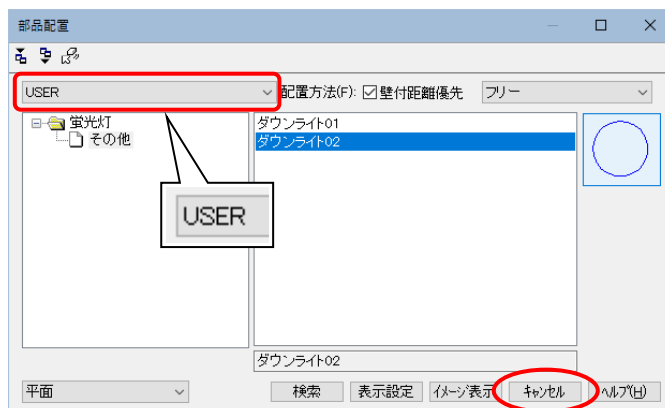 部品配置
USER 配置方法(F): 壁付距離優先 フリー
蛍光灯
その他
ダウンライト01
ダウンライト02
USER
ダウンライト02
平面 検索 表示設定 イメージ表示 キャンセル ヘルプ(H)